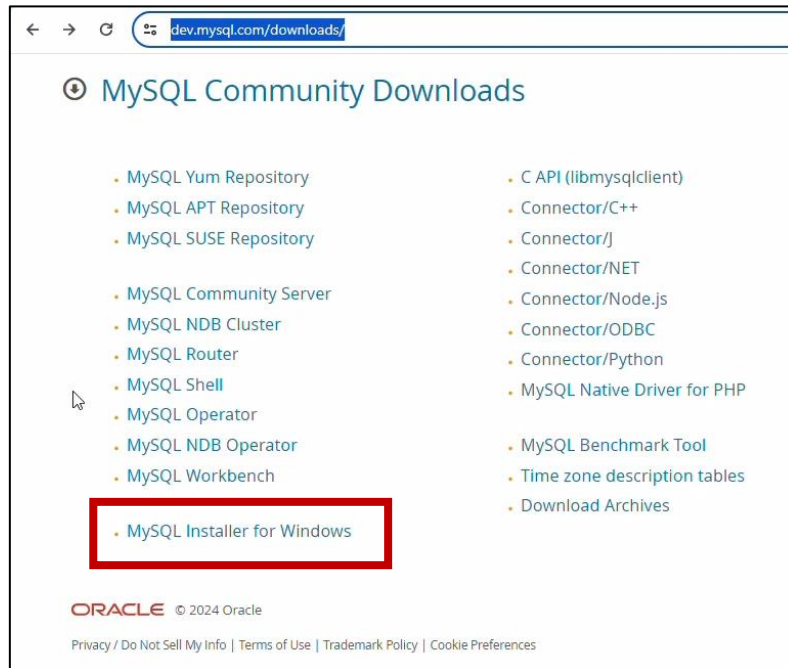 dev.mysql.com/downloads/
MySQL Community Downloads
MySQL Yum Repository
MySQL APT Repository
MySQL SUSE Repository
MySQL Community Server
MySQL NDB Cluster
MySQL Router
MySQL Shell
MySQL Operator
MySQL NDB Operator
MySQL Workbench
MySQL Installer for Windows
C API (libmysqlclient)
Connector/C++
Connector/J
Connector/NET
Connector/Node.js
Connector/ODBC
Connector/Python
MySQL Native Driver for PHP
MySQL Benchmark Tool
Time zone description tables
Download Archives
ORACLE © 2024 Oracle
Privacy / Do Not Sell My Info | Terms of Use | Trademark Policy | Cookie Preferences